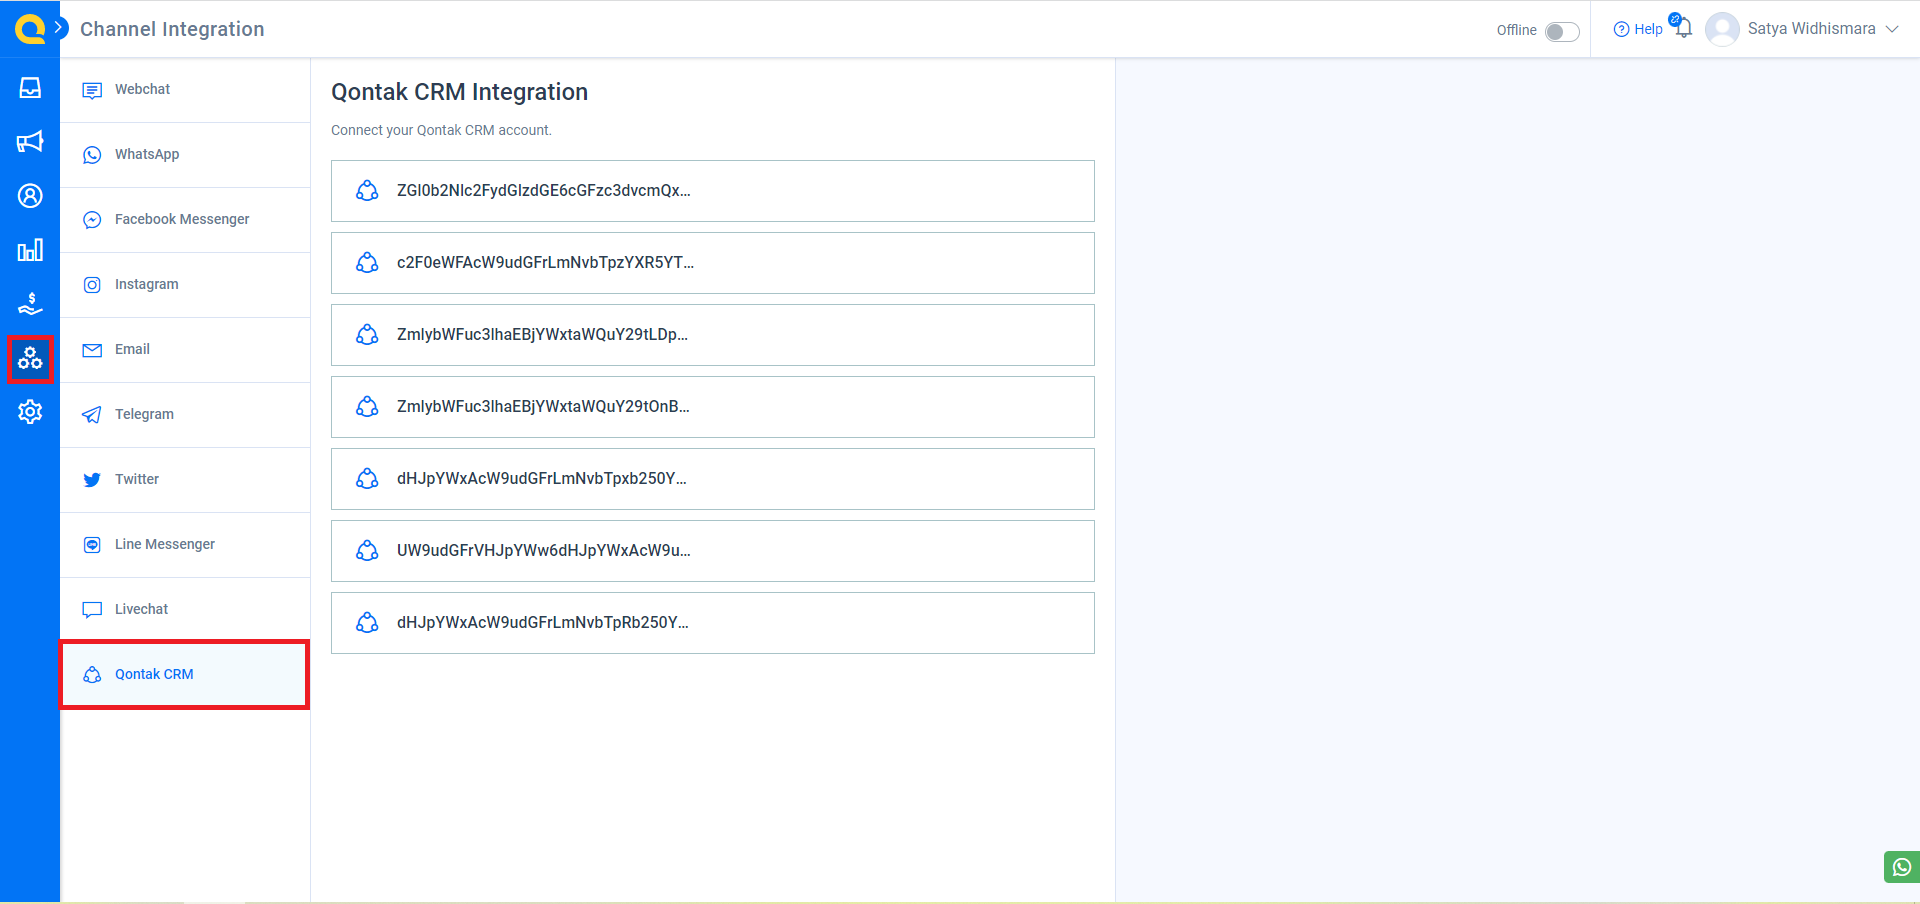 Channel Integration
Offline
Help
Satya Widhismara
Webchat
WhatsApp
Facebook Messenger
Instagram
Email
Telegram
Twitter
Line Messenger
Livechat
Qontak CRM
Qontak CRM Integration
Connect your Qontak CRM account.
ZGl0b2NIc2FydGlzdGE6cGFzc3dvcmQx...
c2F0eWFAcW9udGFrLmNvbTpzYXR5YT...
ZmlybWFuc3lhaEBjYWxtaWQuY29tLDp...
ZmlybWFuc3lhaEBjYWxtaWQuY29tOnB...
dHJpYWxAcW9udGFrLmNvbTpxb250Y...
UW9udGFrVHJpYWw6dHJpYWxAcW9u...
dHJpYWxAcW9udGFrLmNvbTpRb250Y...